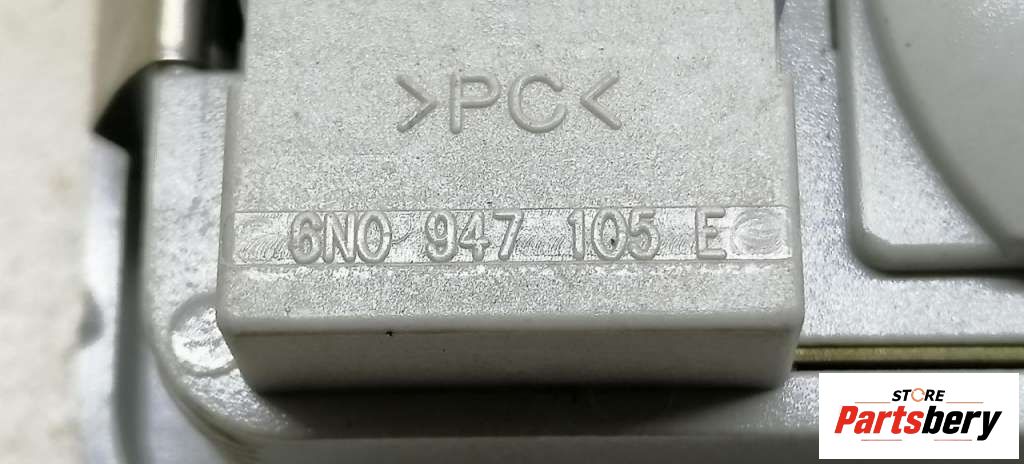 >PC<
6N0 947 105 E
STORE
Partsbery